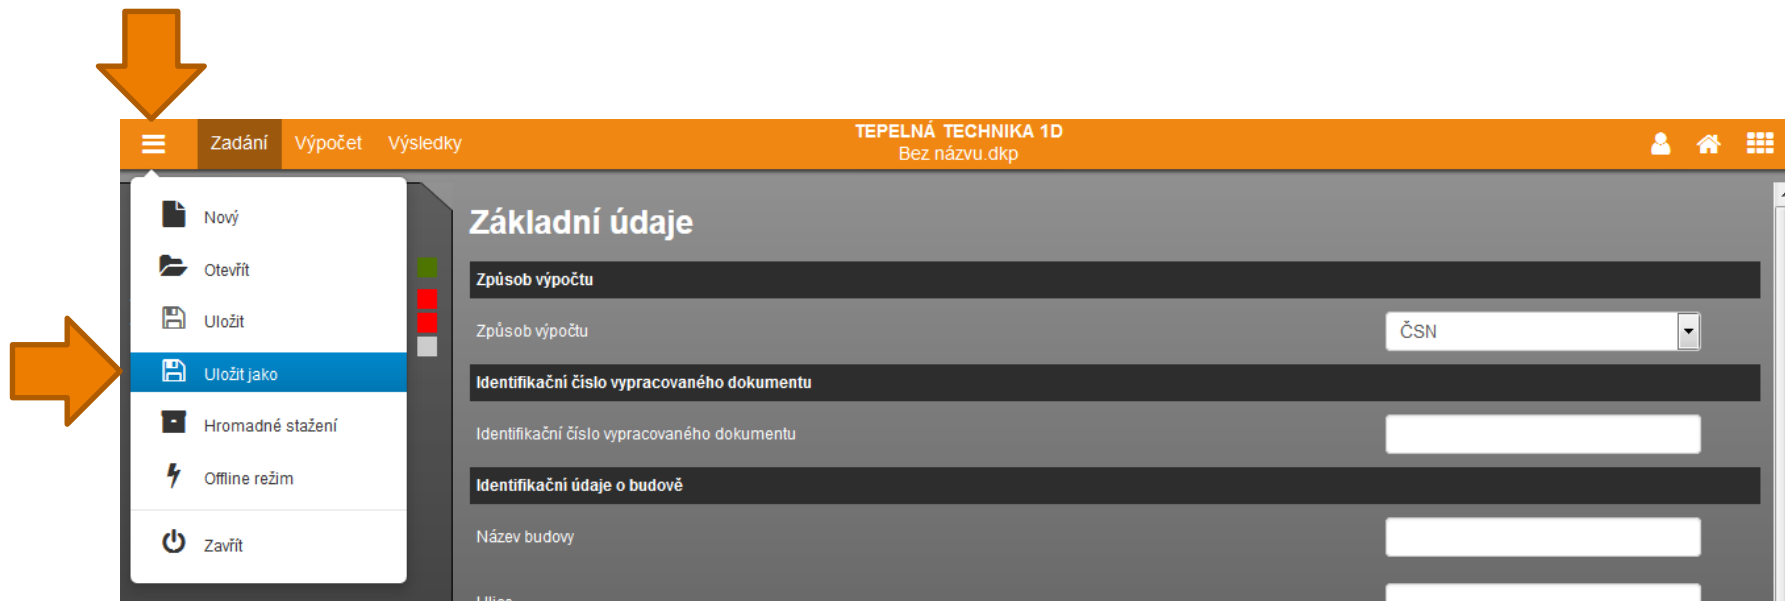 Zadání Výpočet Výsledky
TEPELNÁ TECHNIKA 1D
Bez názvu.dkp
Nový
Otevřít
Uložit
Uložit jako
Hromadné stažení
Offline režim
Zavřít
Základní údaje
Způsob výpočtu
Způsob výpočtu ČSN
Identifikační číslo vypracovaného dokumentu
Identifikační číslo vypracovaného dokumentu
Identifikační údaje o budově
Název budovy